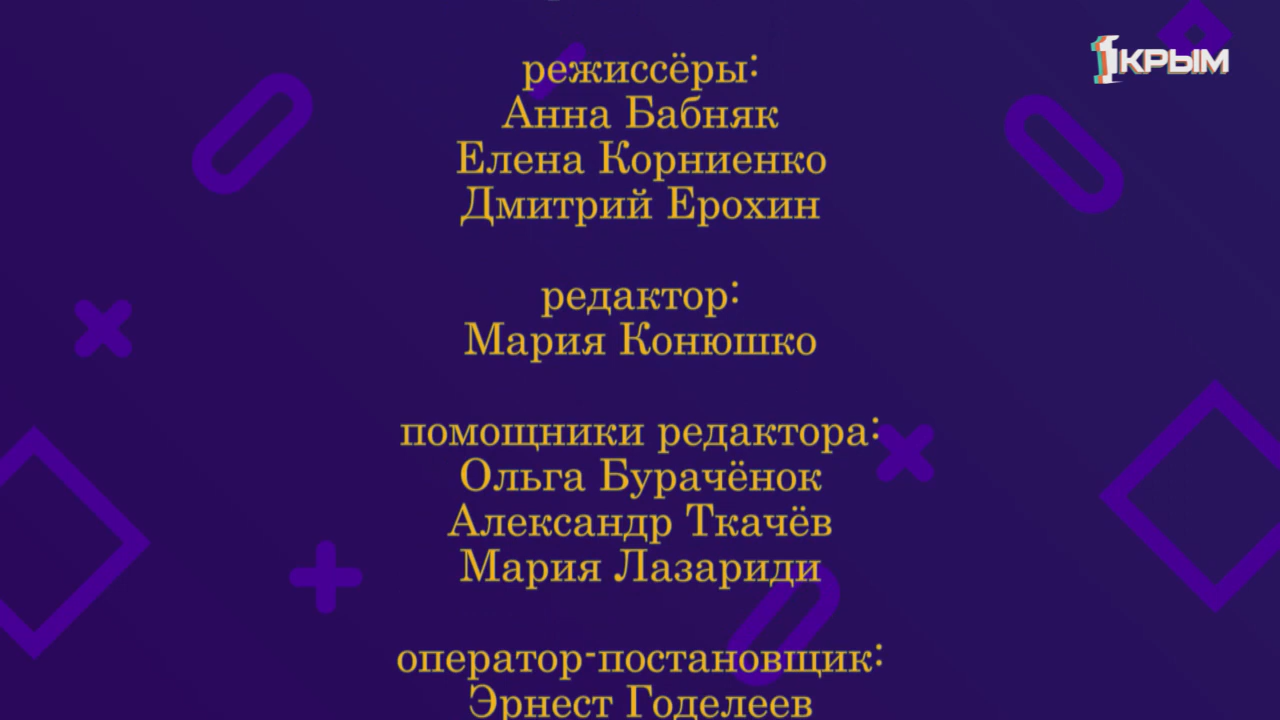 1КРЫМ
режиссёры:
Анна Бабняк
Елена Корниенко
Дмитрий Ерохин
редактор:
Мария Конюшко
помощники редактора:
Ольга Бурачёнок
Александр Ткачёв
Мария Лазариди
оператор-постановщик:
Эрнест Годелеев